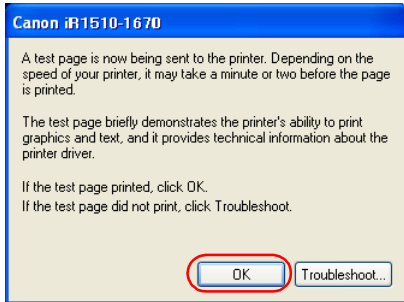 Canon iR1510-1670
A test page is now being sent to the printer. Depending on the
speed of your printer, it may take a minute or two before the page
is printed.
The test page briefly demonstrates the printer's ability to print
graphics and text, and it provides technical information about the
printer driver.
If the test page printed, click OK.
If the test page did not print, click Troubleshoot.
OK Troubleshoot...